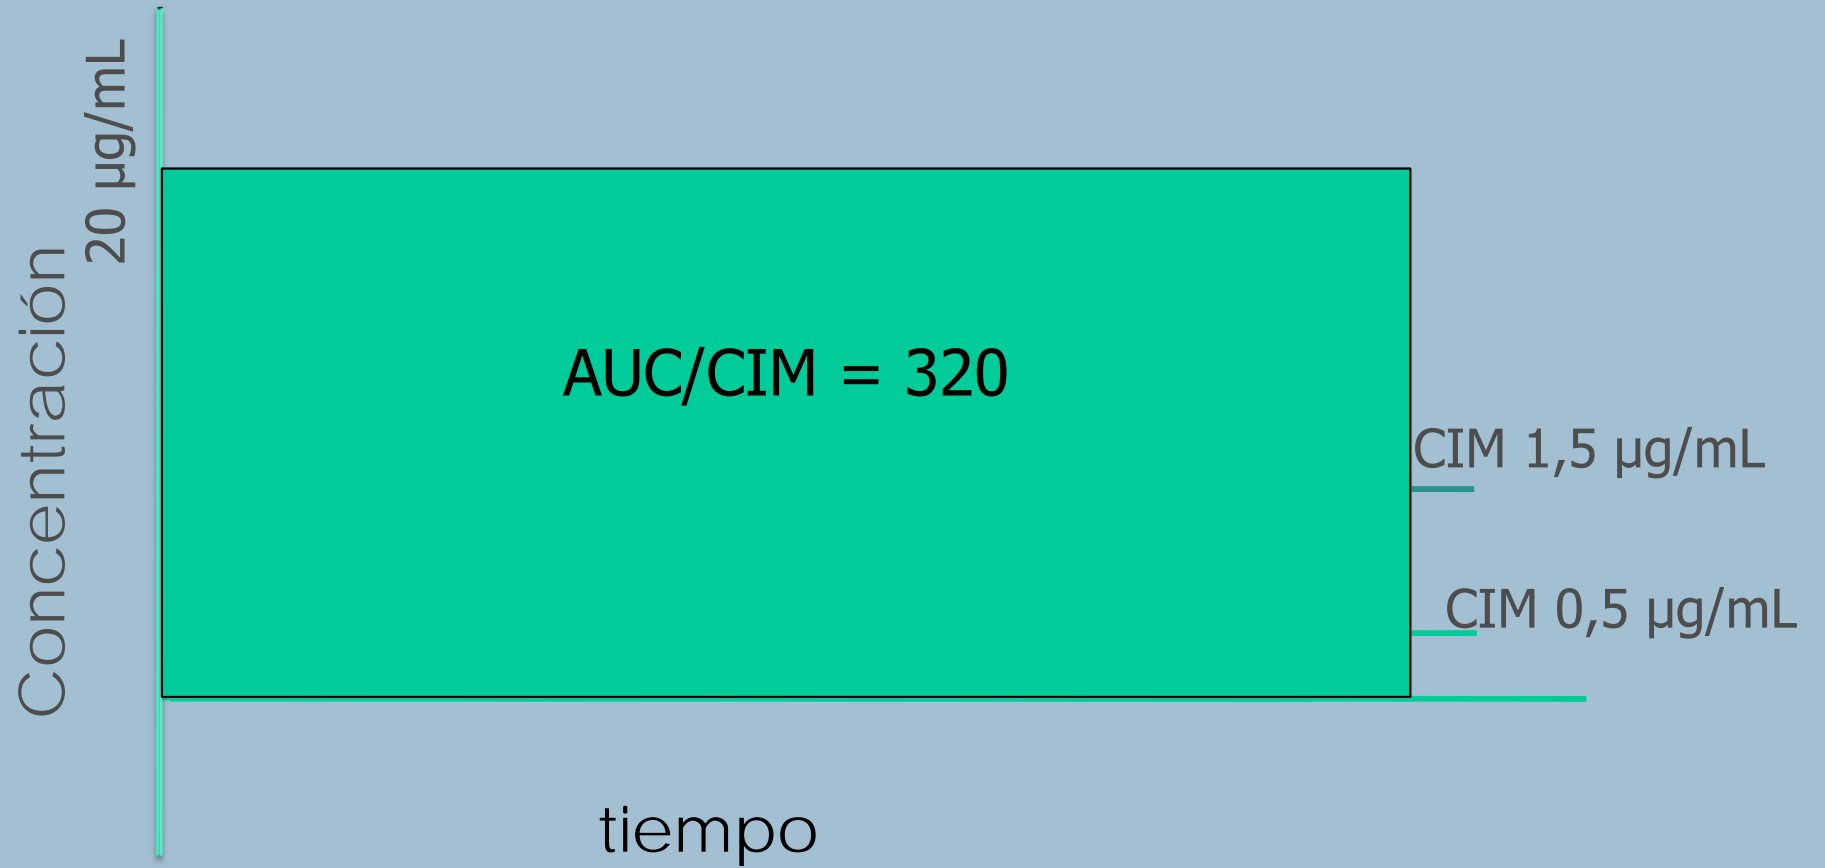 20 µg/mL
Concentración
AUC/CIM = 320
CIM 1,5 µg/mL
CIM 0,5 µg/mL
tiempo